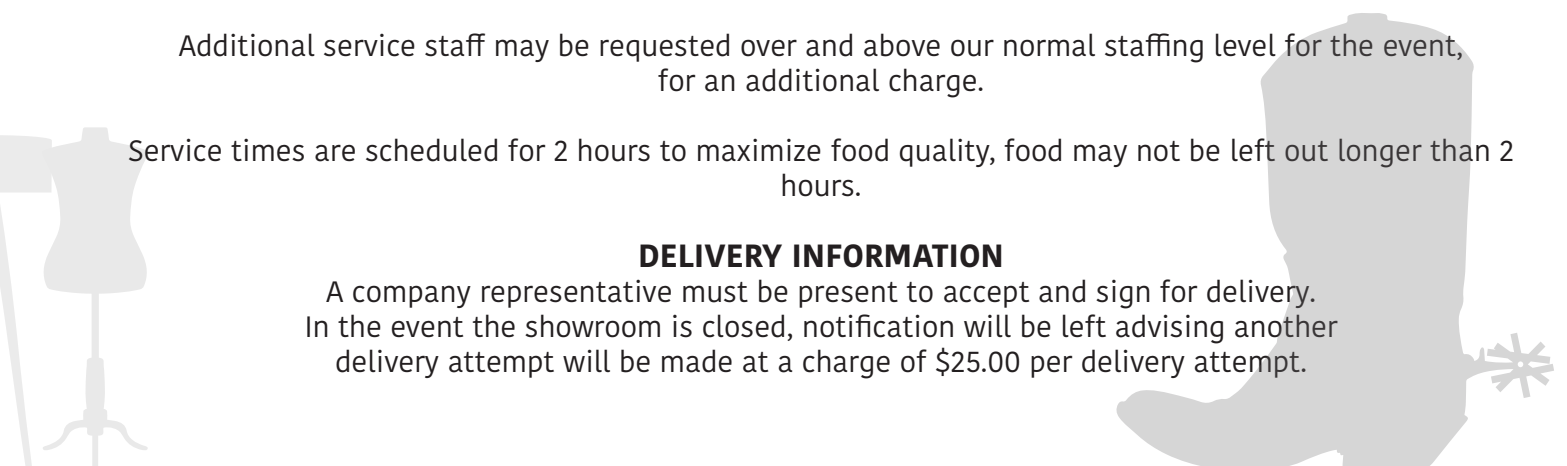 Additional service staff may be requested over and above our normal staffing level for the event,
for an additional charge.
Service times are scheduled for 2 hours to maximize food quality, food may not be left out longer than 2
hours.
DELIVERY INFORMATION
A company representative must be present to accept and sign for delivery.
In the event the showroom is closed, notification will be left advising another
delivery attempt will be made at a charge of $25.00 per delivery attempt.